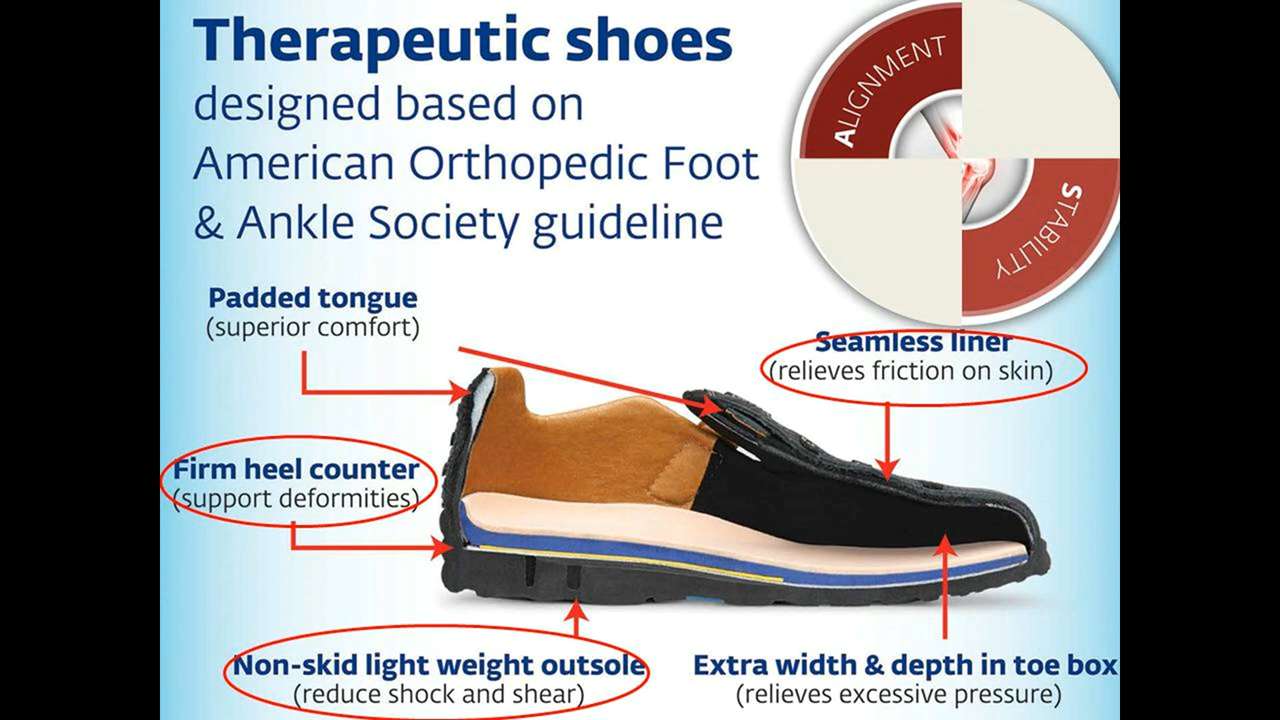 Therapeutic shoes
designed based on
American Orthopedic Foot
& Ankle Society guideline
ALIGNMENT
STABILITY
Padded tongue
(superior comfort)
Seamless liner
(relieves friction on skin)
Firm heel counter
(support deformities)
Non-skid light weight outsole
(reduce shock and shear)
Extra width & depth in toe box
(relieves excessive pressure)